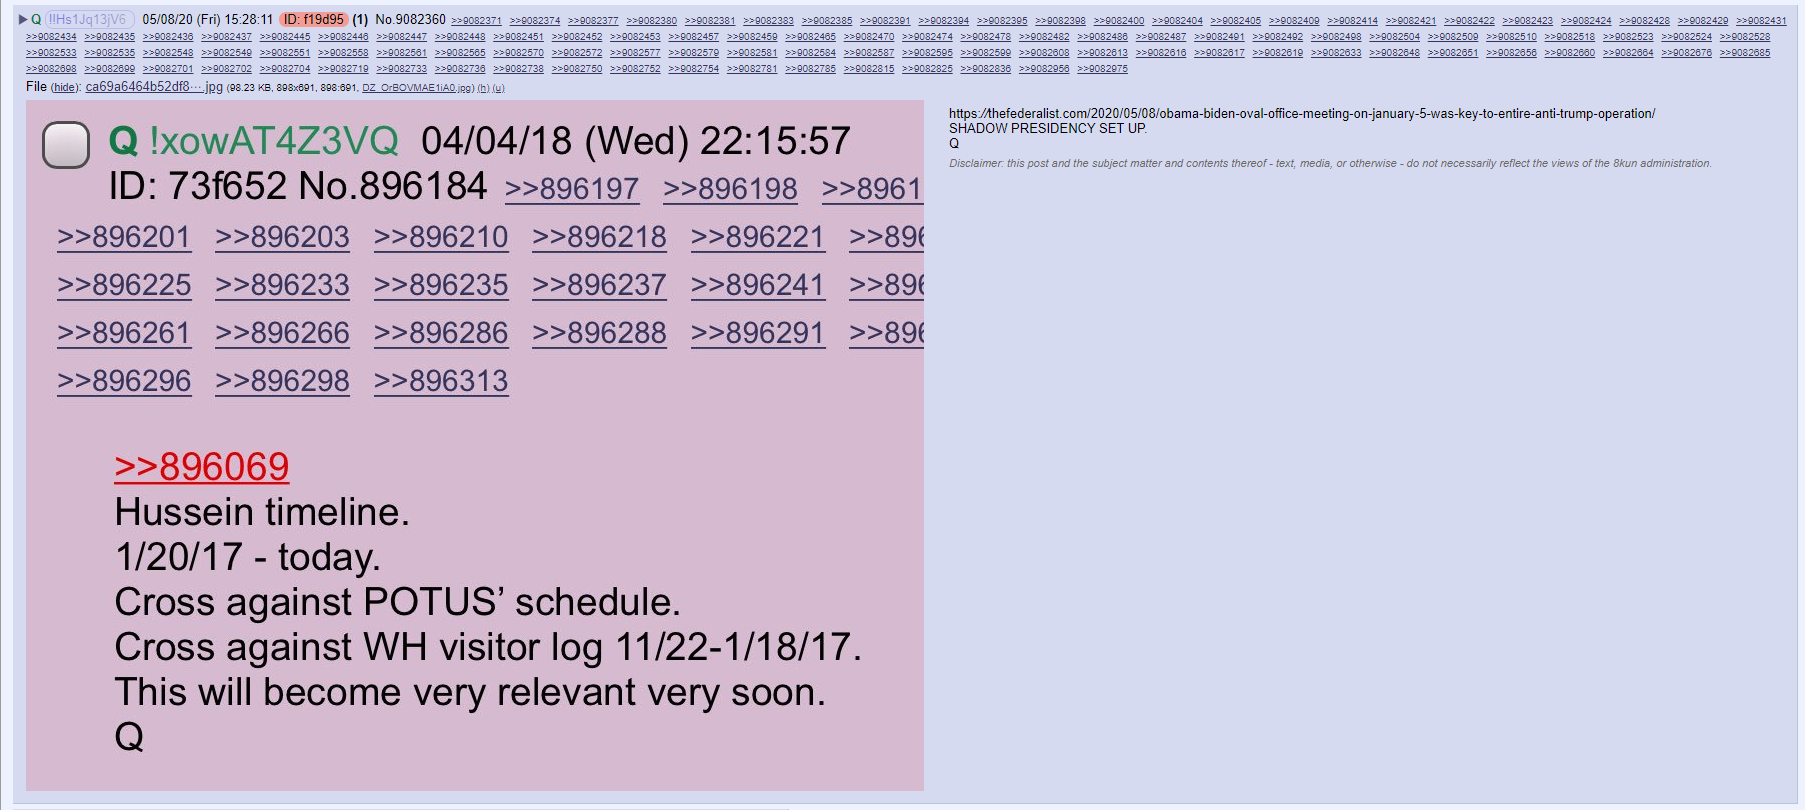 ▶ Q !!Hs1Jq13jV6 05/08/20 (Fri) 15:28:11 ID: f19d95 (1) No.9082360 >>9082371 >>9082374 >>9082377 >>9082380 >>9082381 >>9082383 >>9082385 >>9082391 >>9082394 >>9082395 >>9082398 >>9082400 >>9082404 >>9082405 >>9082409 >>9082414 >>9082421 >>9082422 >>9082423 >>9082424 >>9082428 >>9082429 >>9082431
>>9082434 >>9082435 >>9082436 >>9082437 >>9082445 >>9082446 >>9082447 >>9082448 >>9082451 >>9082452 >>9082453 >>9082457 >>9082459 >>9082465 >>9082470 >>9082474 >>9082478 >>9082482 >>9082486 >>9082487 >>9082491 >>9082492 >>9082498 >>9082504 >>9082509 >>9082510 >>9082518 >>9082523 >>9082524 >>9082528
>>9082533 >>9082535 >>9082548 >>9082549 >>9082551 >>9082558 >>9082561 >>9082565 >>9082570 >>9082572 >>9082577 >>9082579 >>9082581 >>9082584 >>9082587 >>9082595 >>9082599 >>9082608 >>9082613 >>9082616 >>9082617 >>9082619 >>9082633 >>9082648 >>9082651 >>9082656 >>9082660 >>9082664 >>9082676 >>9082685
>>9082698 >>9082699 >>9082701 >>9082702 >>9082704 >>9082719 >>9082733 >>9082736 >>9082738 >>9082750 >>9082752 >>9082754 >>9082781 >>9082785 >>9082815 >>9082825 >>9082836 >>9082956 >>9082975
File (hide): ca69a6464b52df8···.jpg (98.23 KB, 898x691, 898:691, DZ_OrBOVMAE1iA0.jpg) (h) (u)
Q !xowAT4Z3VQ 04/04/18 (Wed) 22:15:57
ID: 73f652 No.896184 >>896197 >>896198 >>8961
>>896201 >>896203 >>896210 >>896218 >>896221 >>896
>>896225 >>896233 >>896235 >>896237 >>896241 >>896
>>896261 >>896266 >>896286 >>896288 >>896291 >>896
>>896296 >>896298 >>896313
>>896069
Hussein timeline.
1/20/17 - today.
Cross against POTUS’ schedule.
Cross against WH visitor log 11/22-1/18/17.
This will become very relevant very soon.
Q
https://thefederalist.com/2020/05/08/obama-biden-oval-office-meeting-on-january-5-was-key-to-entire-anti-trump-operation/
SHADOW PRESIDENCY SET UP.
Q
Disclaimer: this post and the subject matter and contents thereof - text, media, or otherwise - do not necessarily reflect the views of the 8kun administration.